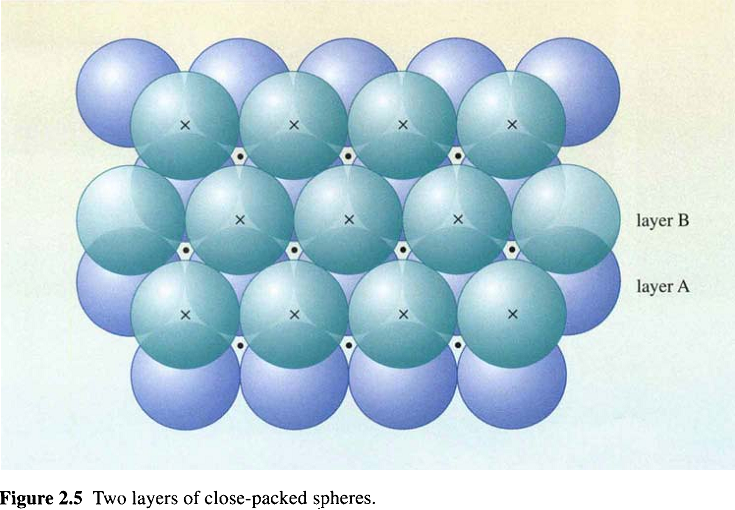 layer B
layer A
Figure 2.5 Two layers of close-packed spheres.